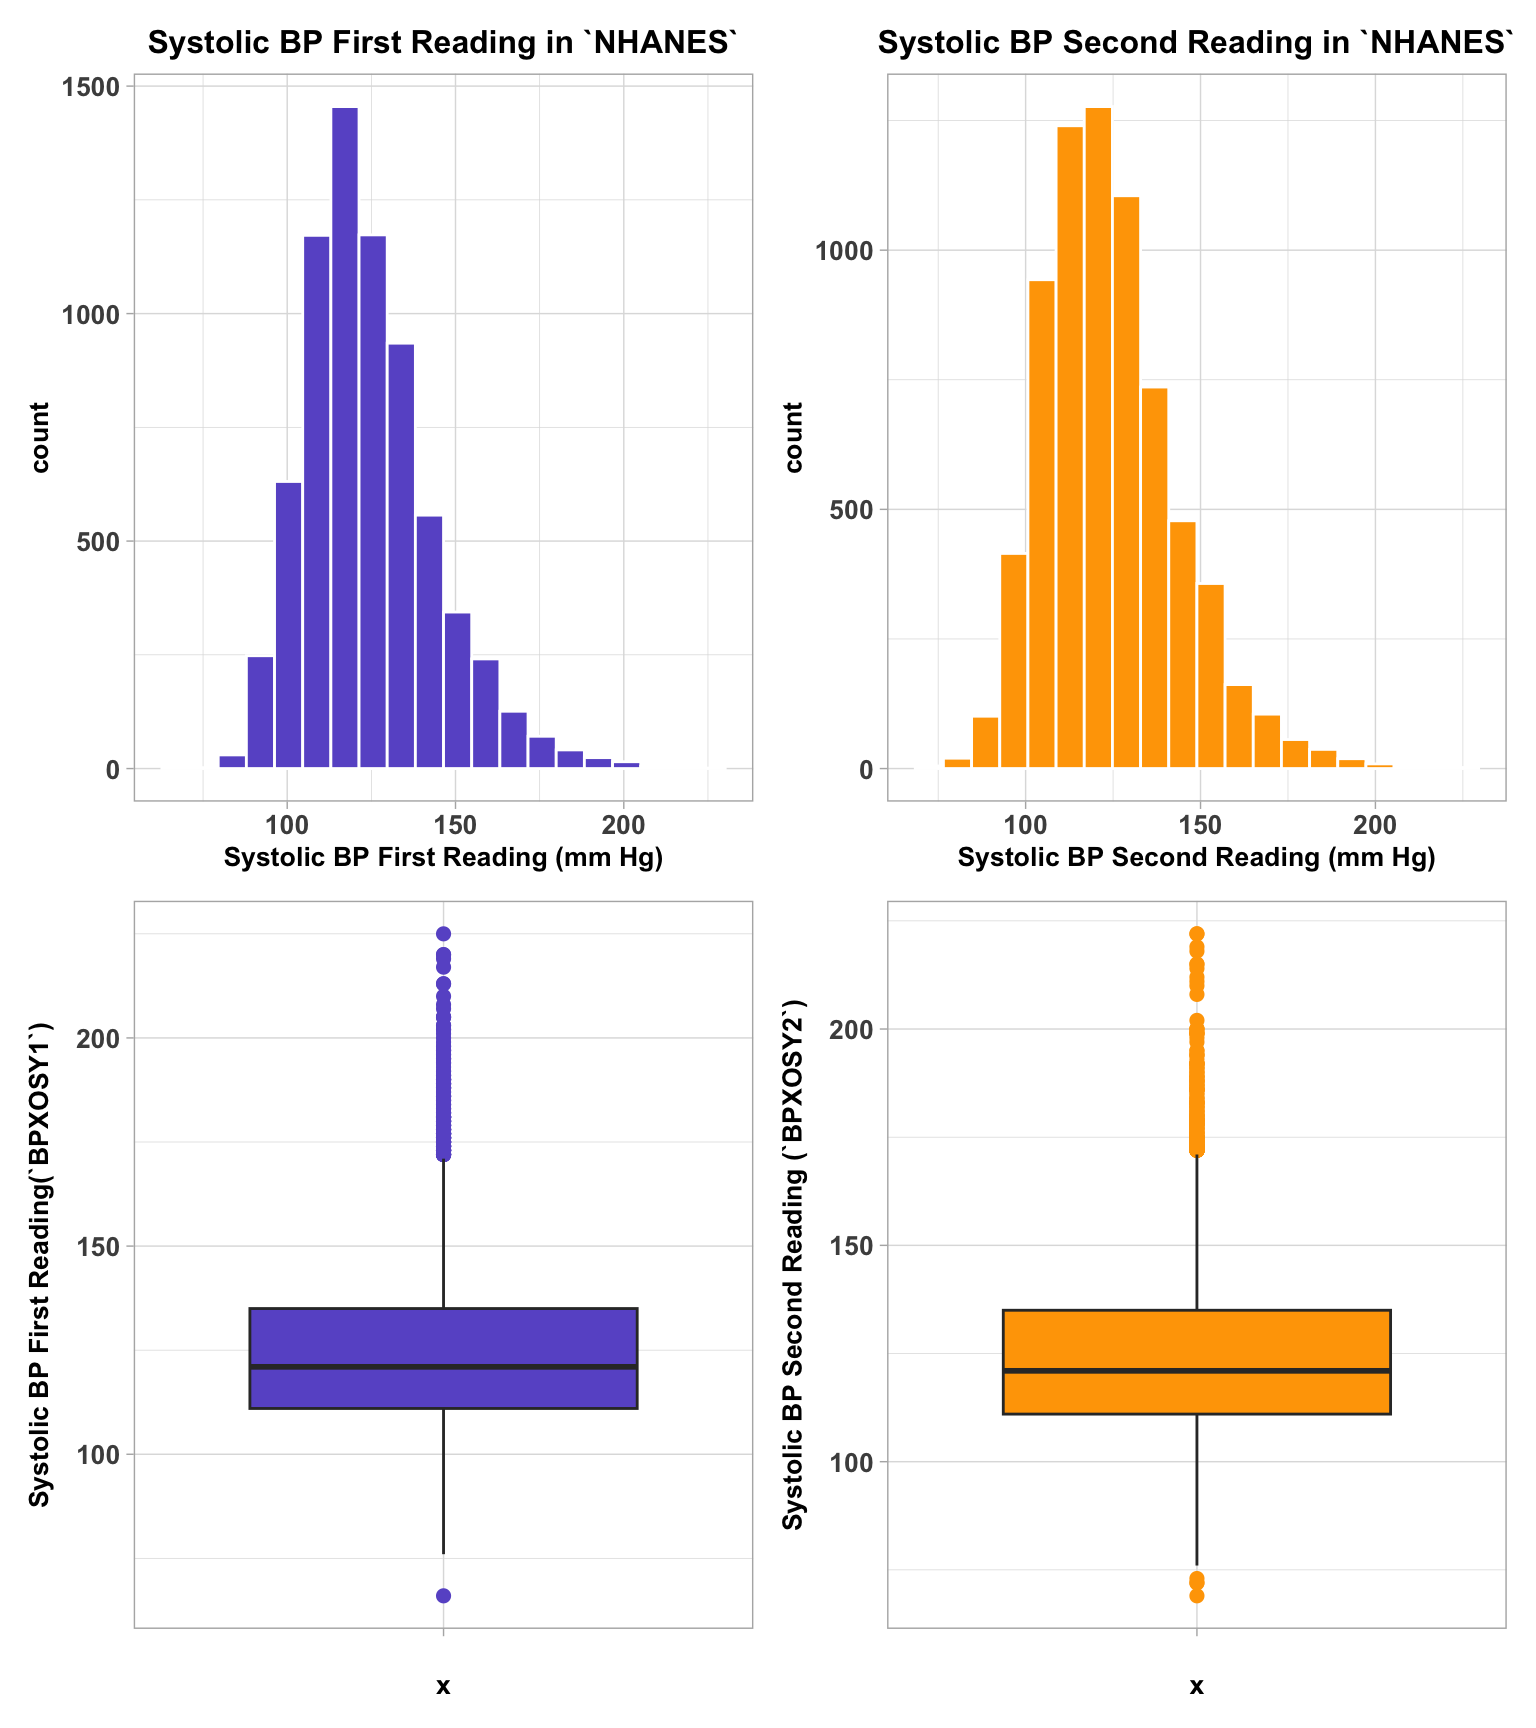 Systolic BP First Reading in `NHANES`
1500
1000
500
0
count
100 150 200
Systolic BP First Reading (mm Hg)
Systolic BP Second Reading in `NHANES`
1000
500
0
count
100 150 200
Systolic BP Second Reading (mm Hg)
Systolic BP First Reading(`BPXOSY1`)
200
150
100
x
Systolic BP Second Reading (`BPXOSY2`)
200
150
100
x